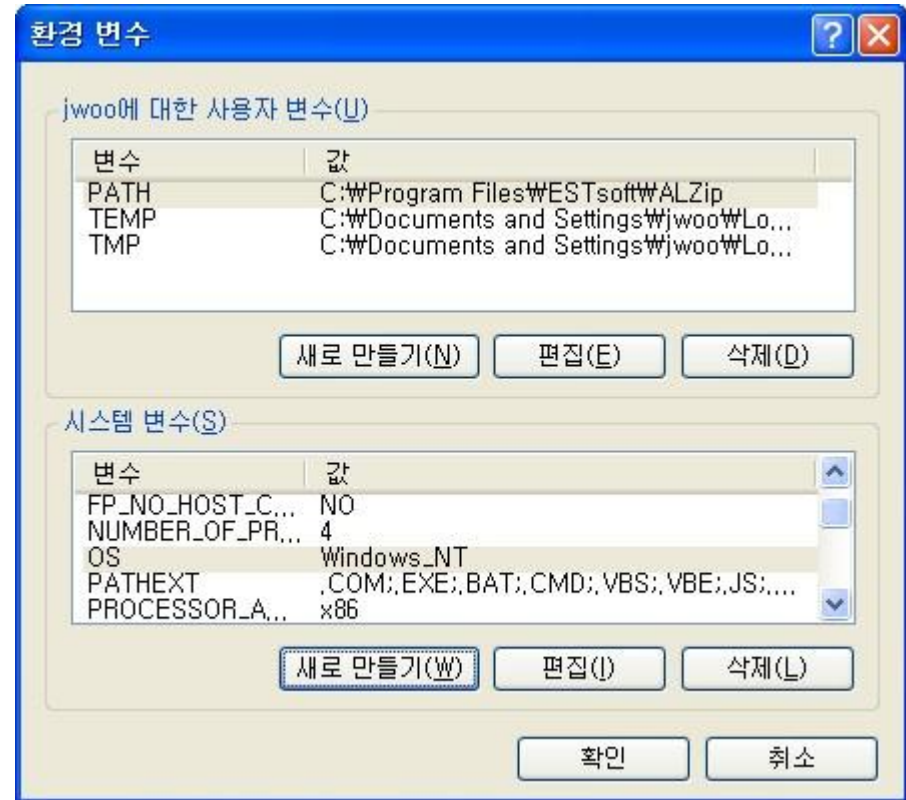 환경 변수
jwoo에 대한 사용자 변수(U)
변수 값
PATH C:₩Program Files₩ESTsoft₩ALZip
TEMP C:₩Documents and Settings₩jwoo₩Lo...
TMP C:₩Documents and Settings₩jwoo₩Lo...
새로 만들기(N) 편집(E) 삭제(D)
시스템 변수(S)
변수 값
FP_NO_HOST_C... NO
NUMBER_OF_PR... 4
OS Windows_NT
PATHEXT .COM;.EXE;.BAT;.CMD;.VBS;.VBE;.JS;....
PROCESSOR_A... x86
새로 만들기(W) 편집(I) 삭제(L)
확인 취소